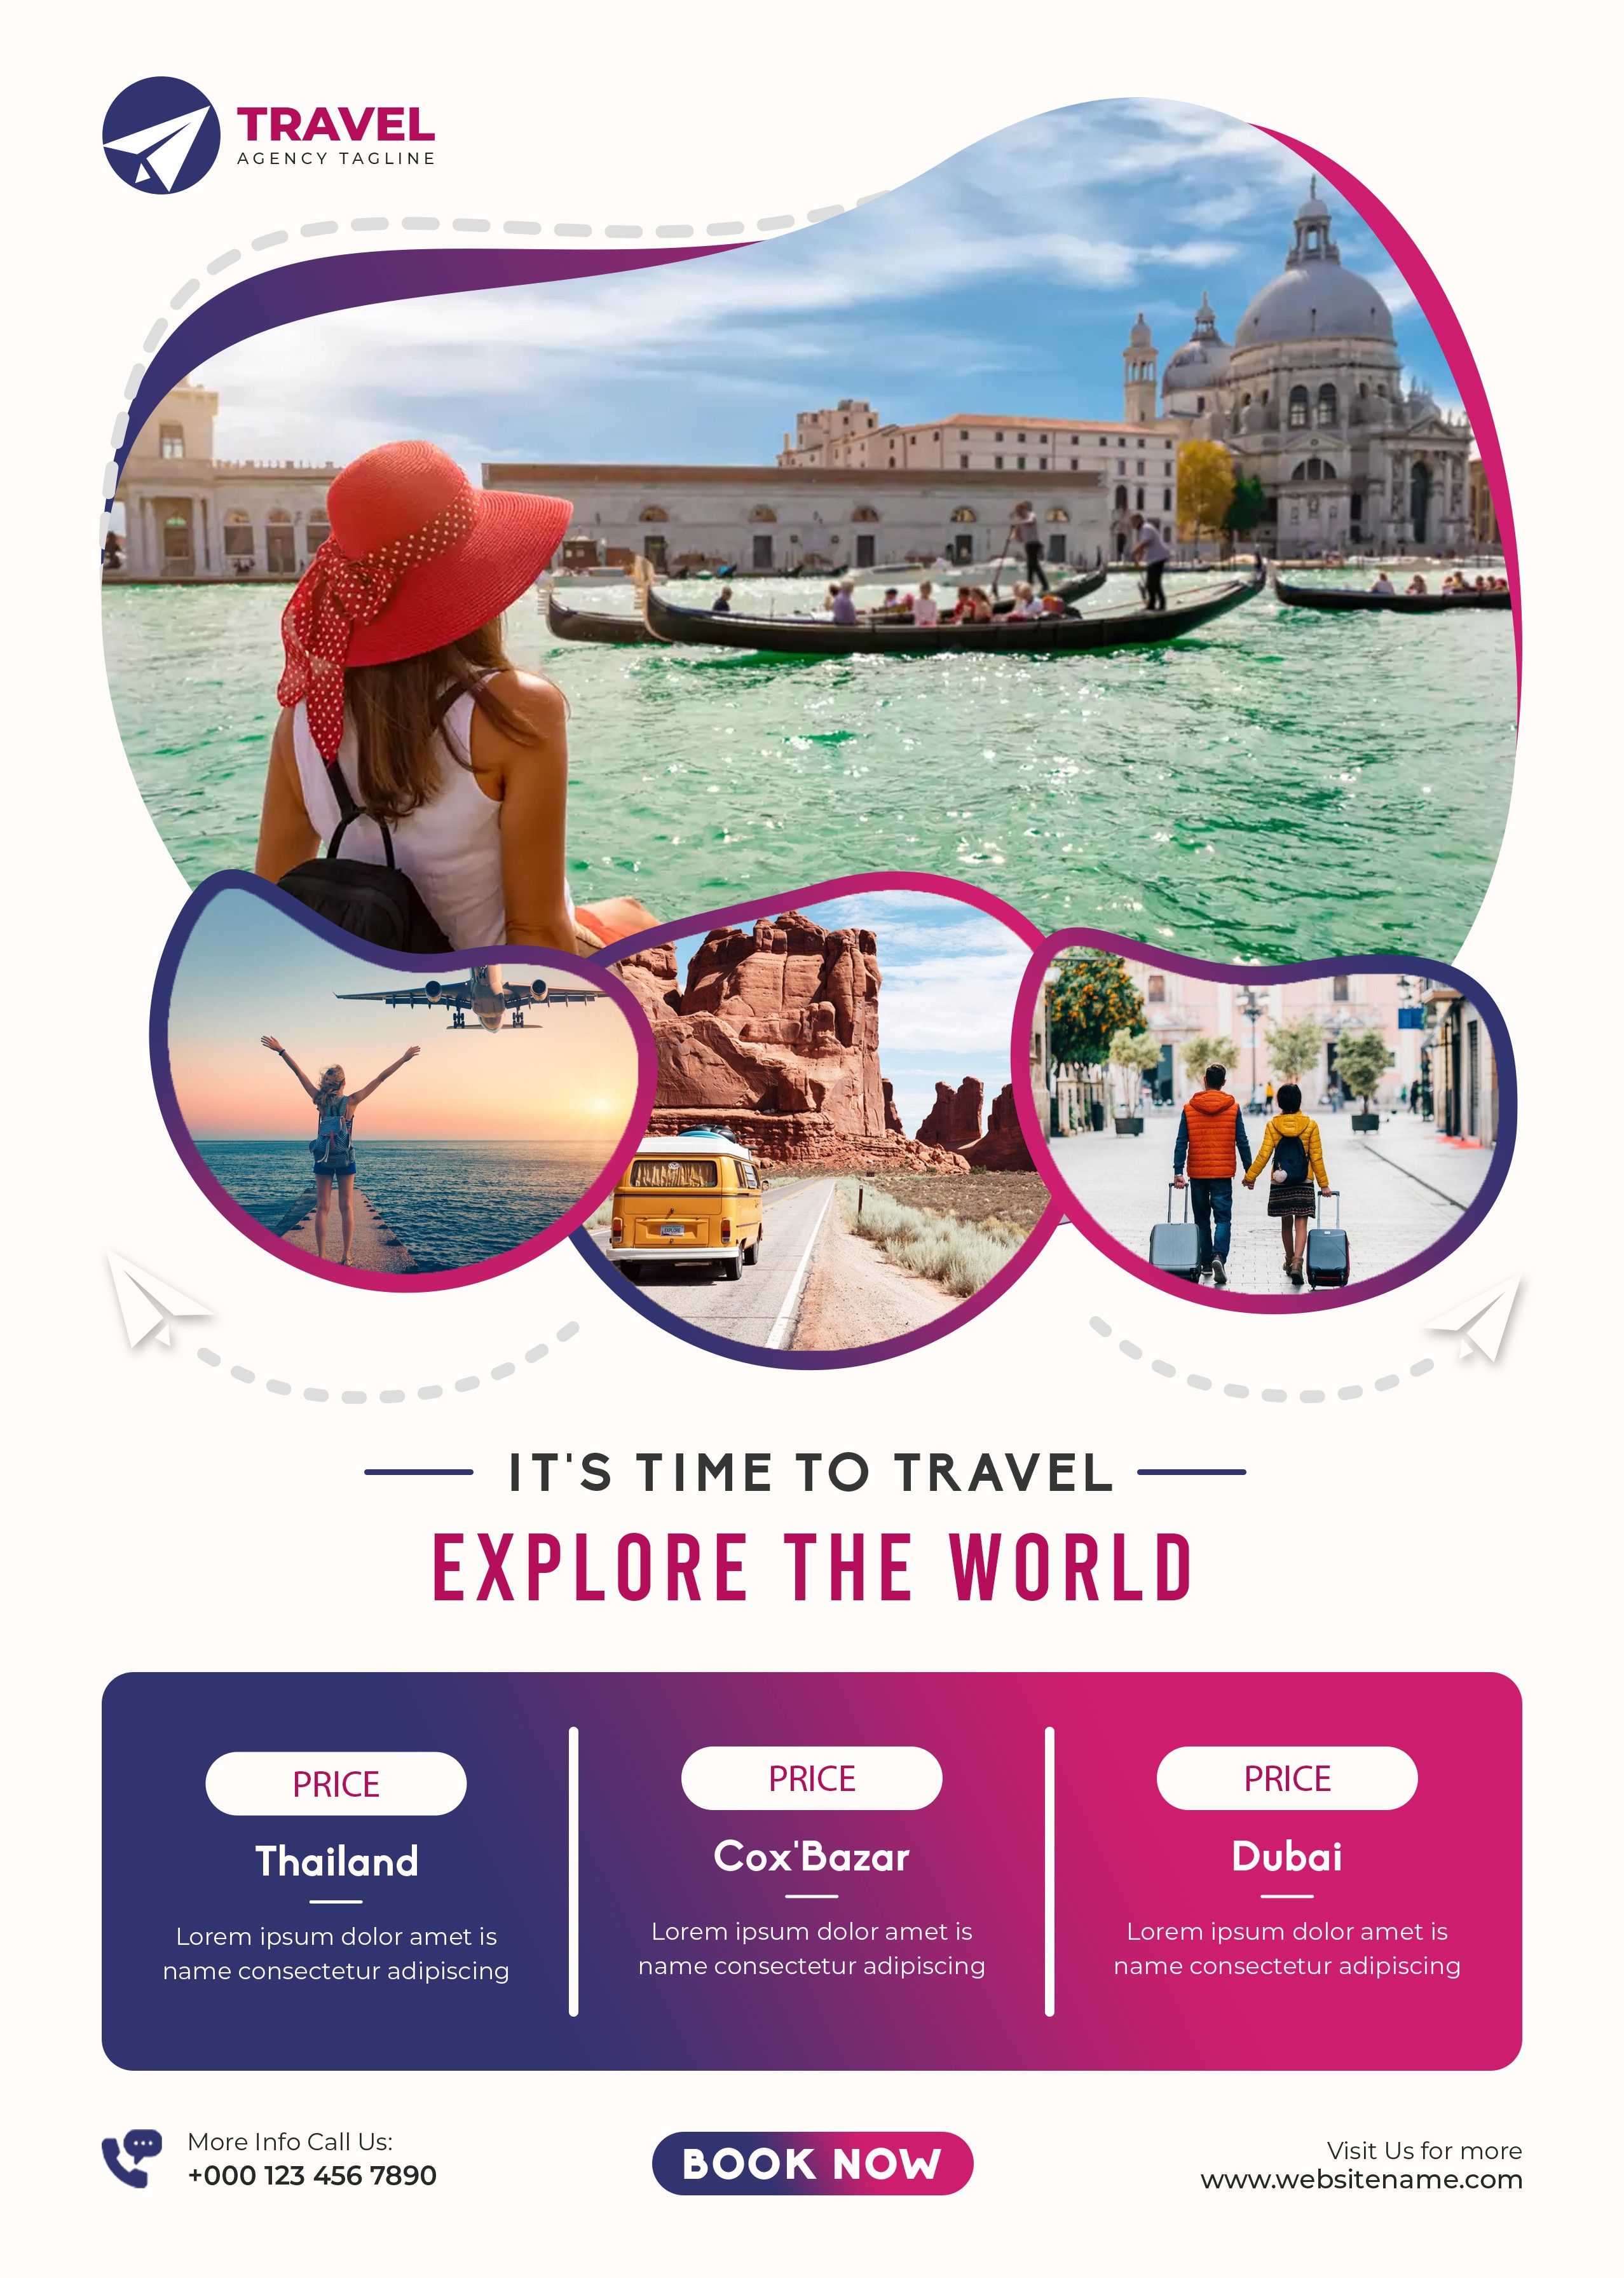 TRAVEL
AGENCY TAGLINE
IT'S TIME TO TRAVEL
EXPLORE THE WORLD
PRICE
Thailand
Lorem ipsum dolor amet is
name consectetur adipiscing
PRICE
Cox'Bazar
Lorem ipsum dolor amet is
name consectetur adipiscing
PRICE
Dubai
Lorem ipsum dolor amet is
name consectetur adipiscing
More Info Call Us:
+000 123 456 7890
BOOK NOW
Visit Us for more
www.websitename.com